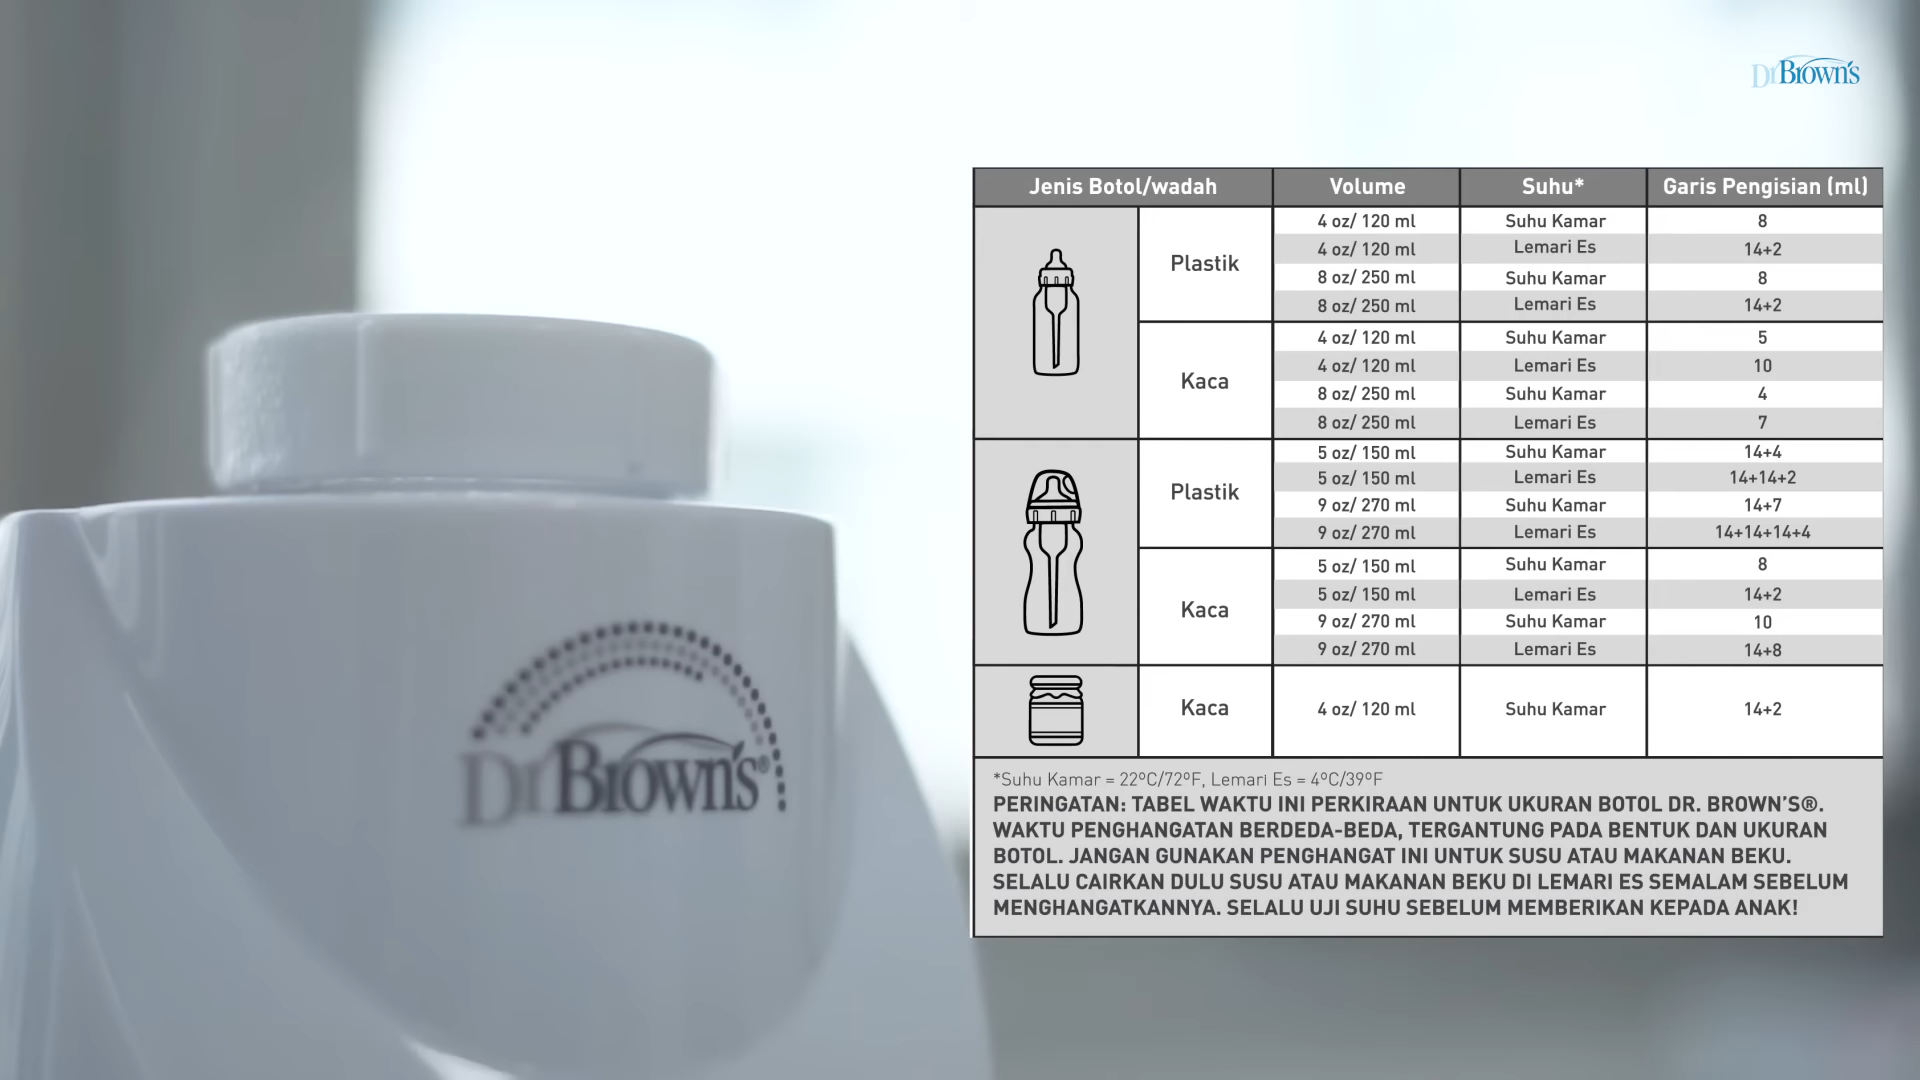 Dr Brown's
Jenis Botol/wadah Volume Suhu* Garis Pengisian (ml)
Plastik
4 oz/ 120 ml Suhu Kamar 8
4 oz/ 120 ml Lemari Es 14+2
8 oz/ 250 ml Suhu Kamar 8
8 oz/ 250 ml Lemari Es 14+2
Kaca
4 oz/ 120 ml Suhu Kamar 5
4 oz/ 120 ml Lemari Es 10
8 oz/ 250 ml Suhu Kamar 4
8 oz/ 250 ml Lemari Es 7
Plastik
5 oz/ 150 ml Suhu Kamar 14+4
5 oz/ 150 ml Lemari Es 14+14+2
9 oz/ 270 ml Suhu Kamar 14+7
9 oz/ 270 ml Lemari Es 14+14+14+4
Kaca
5 oz/ 150 ml Suhu Kamar 8
5 oz/ 150 ml Lemari Es 14+2
9 oz/ 270 ml Suhu Kamar 10
9 oz/ 270 ml Lemari Es 14+8
Kaca 4 oz/ 120 ml Suhu Kamar 14+2
*Suhu Kamar = 22°C/72°F, Lemari Es = 4°C/39°F
PERINGATAN: TABEL WAKTU INI PERKIRAAN UNTUK UKURAN BOTOL DR. BROWN'S®.
WAKTU PENGHANGATAN BERDEDA-BEDA, TERGANTUNG PADA BENTUK DAN UKURAN
BOTOL. JANGAN GUNAKAN PENGHANGAT INI UNTUK SUSU ATAU MAKANAN BEKU.
SELALU CAIRKAN DULU SUSU ATAU MAKANAN BEKU DI LEMARI ES SEMALAM SEBELUM
MENGHANGATKANNYA. SELALU UJI SUHU SEBELUM MEMBERIKAN KEPADA ANAK!
Dr Brown's®